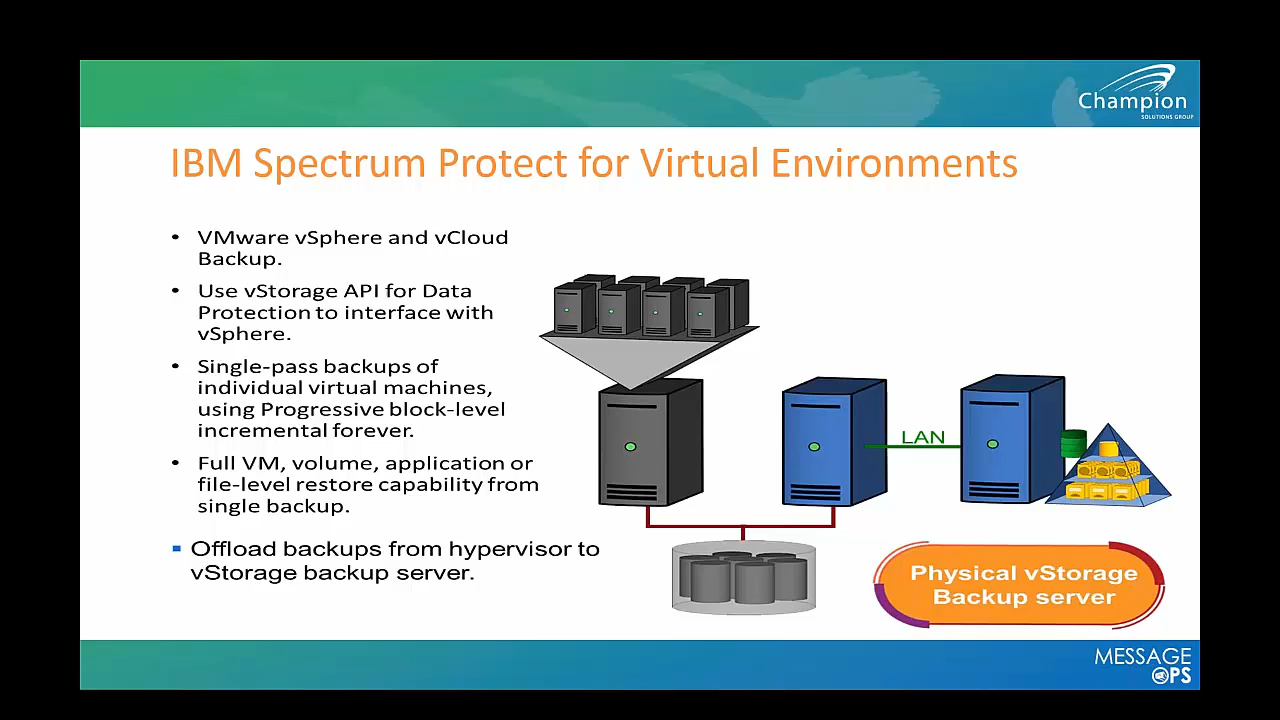 Champion
SOLUTIONS GROUP
IBM Spectrum Protect for Virtual Environments
• VMware vSphere and vCloud
Backup.
• Use vStorage API for Data
Protection to interface with
vSphere.
• Single-pass backups of
individual virtual machines,
using Progressive block-level
incremental forever.
• Full VM, volume, application or
file-level restore capability from
single backup.
▪ Offload backups from hypervisor to
vStorage backup server.
LAN
Physical vStorage
Backup server
MESSAGE
OPS